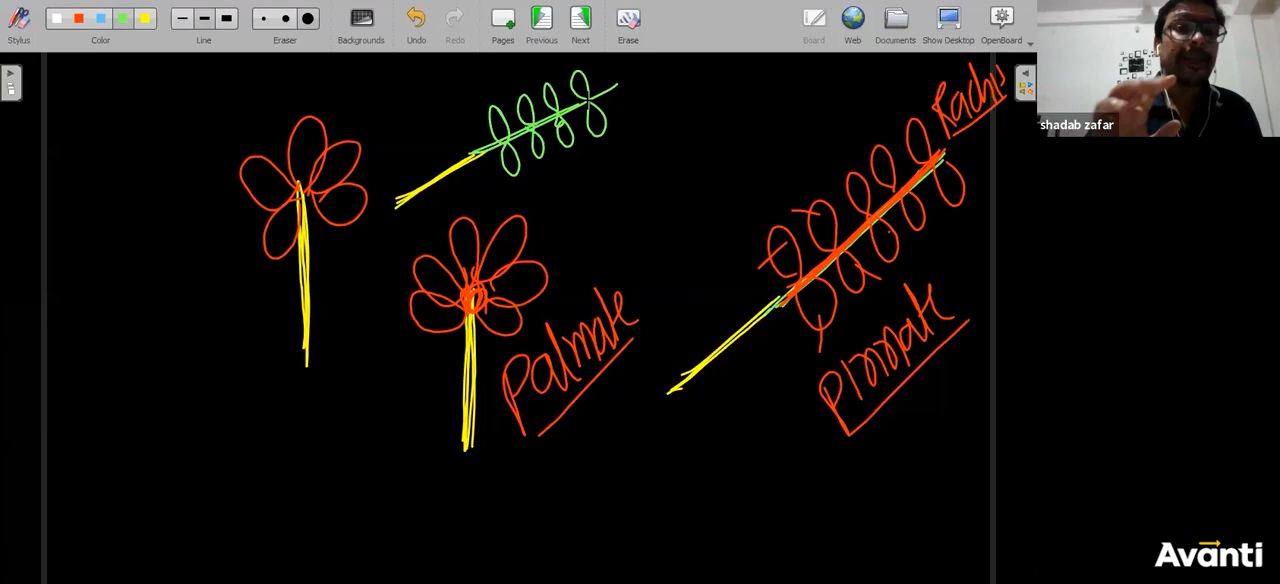 Stylus
Color
Line
Eraser
Backgrounds
Undo
Redo
Pages
Previous
Next
Erase
Board
Web
Documents
Show Desktop
OpenBoard
shadab zafar
Rachis
Palmate
Pinnate
Avanti